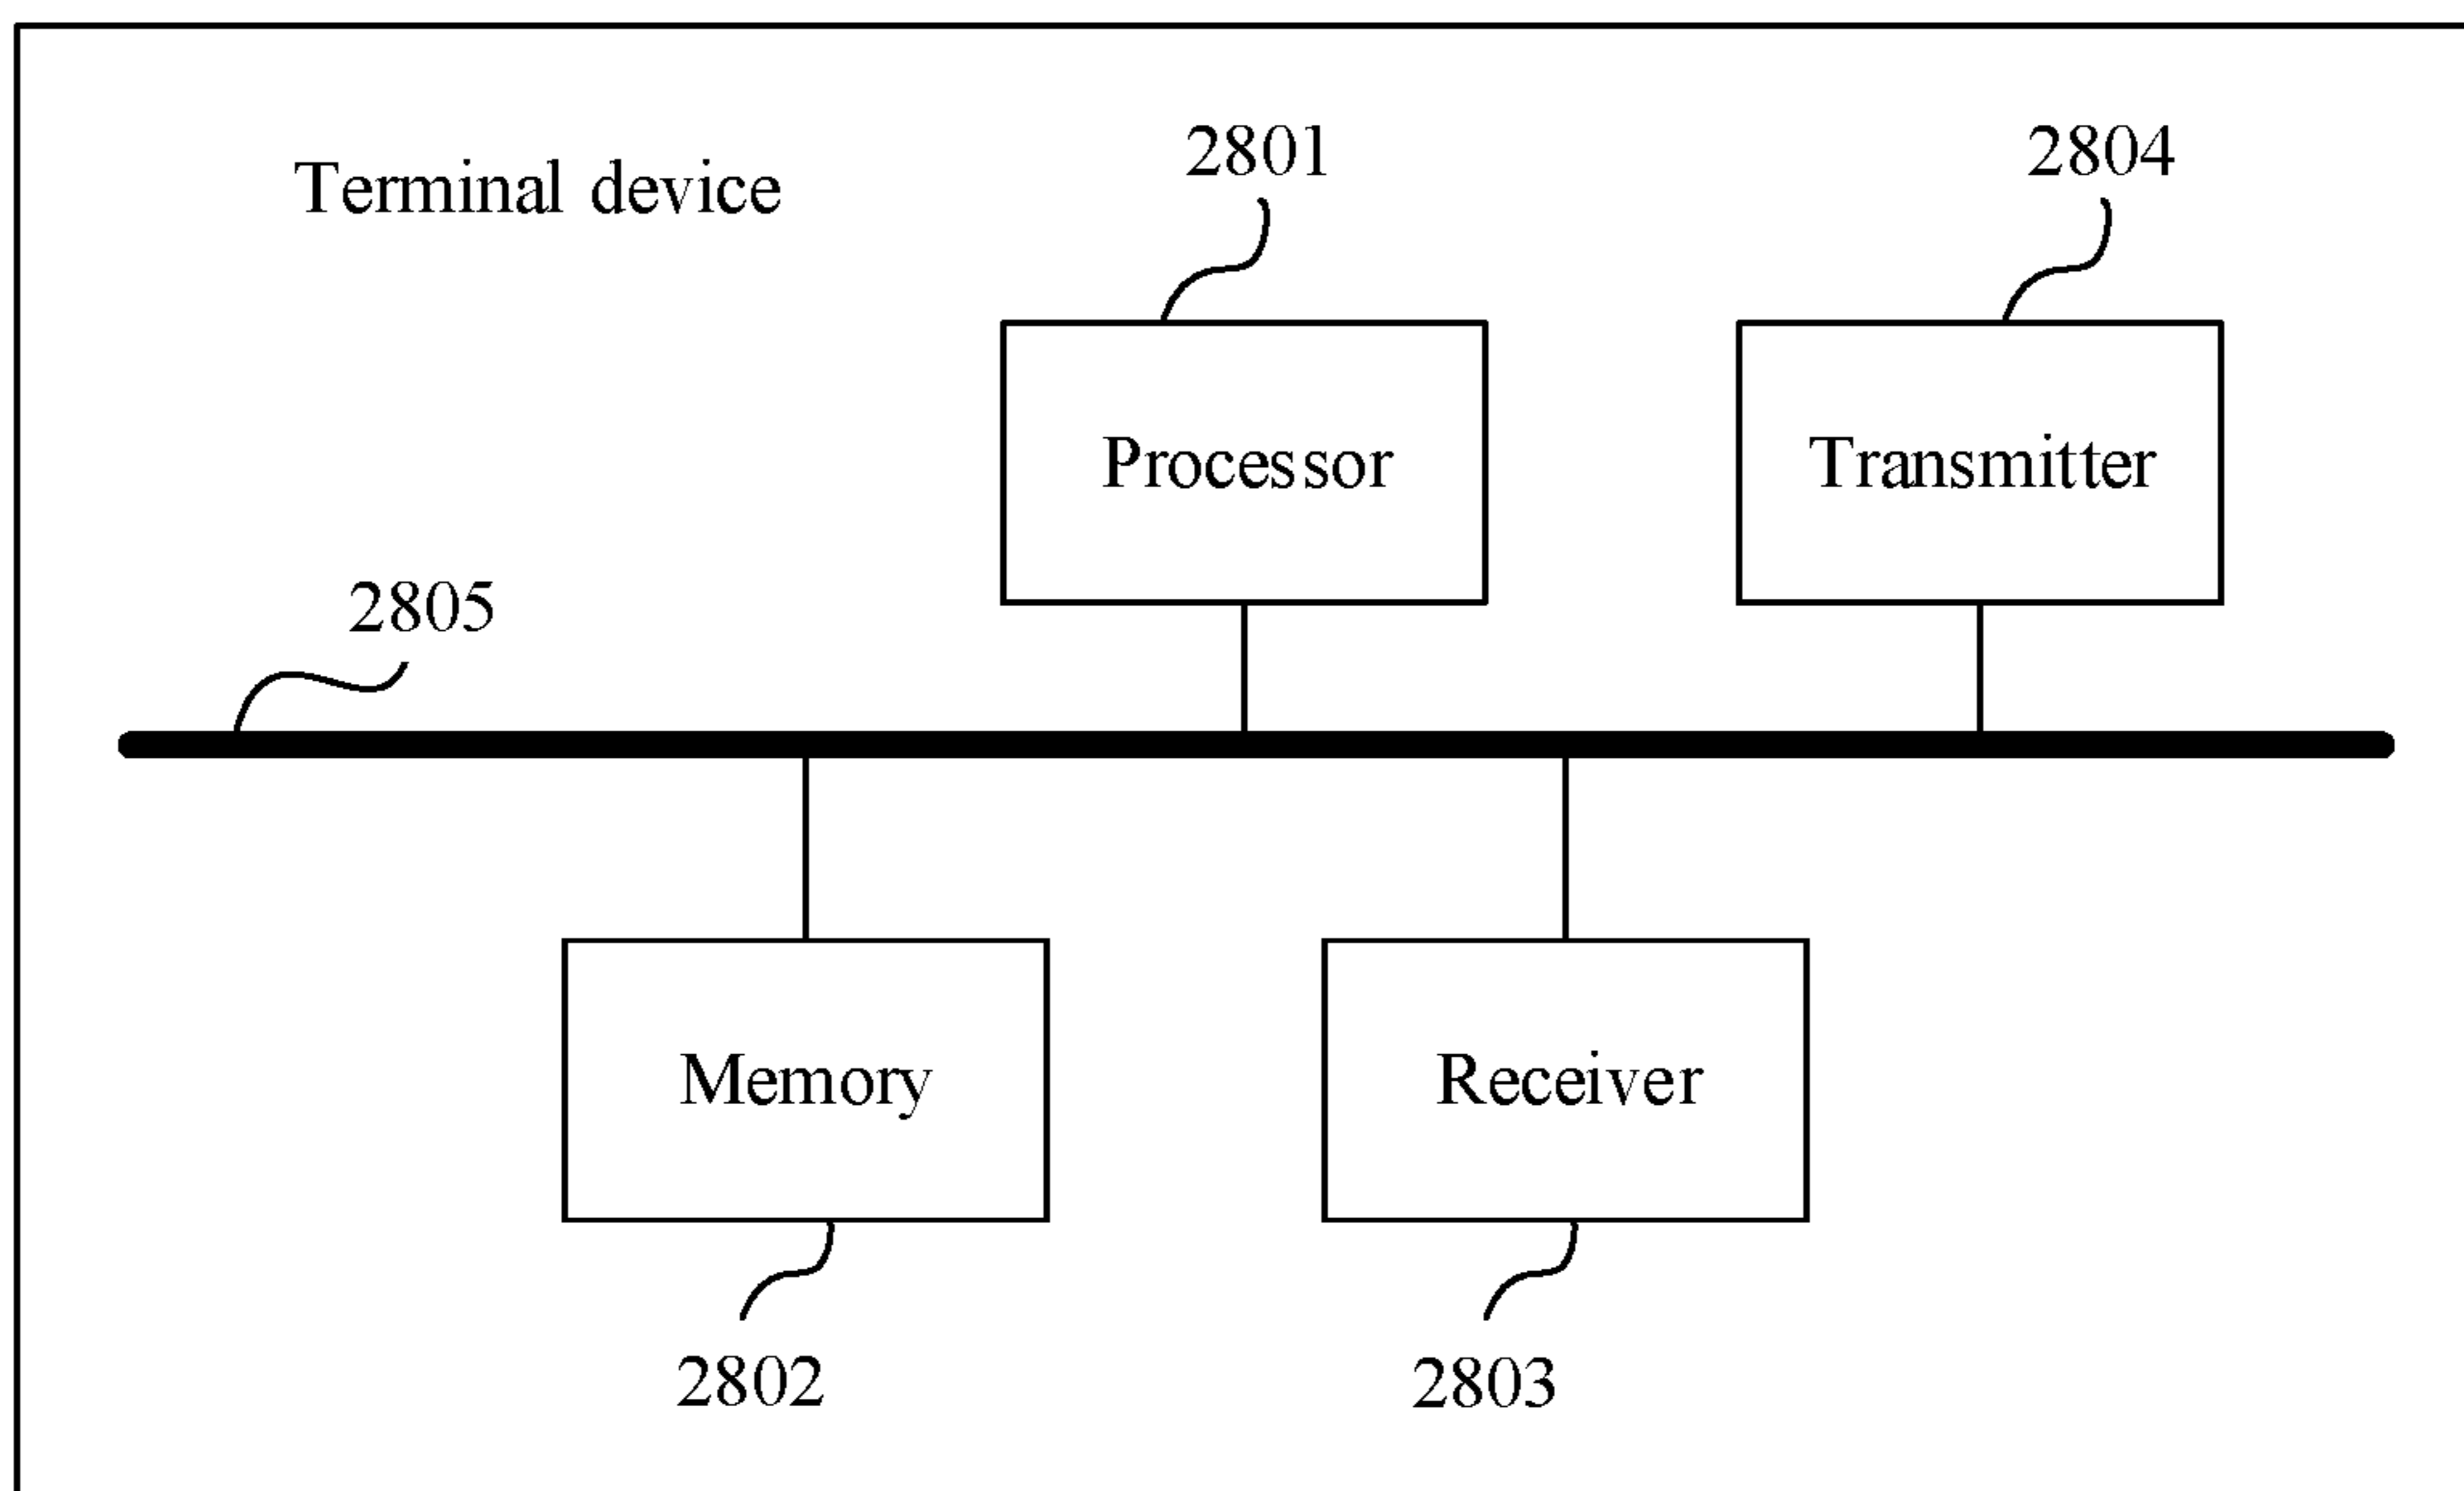 2801
2804
Terminal device
Processor
Transmitter
2805
Memory
Receiver
2802
2803